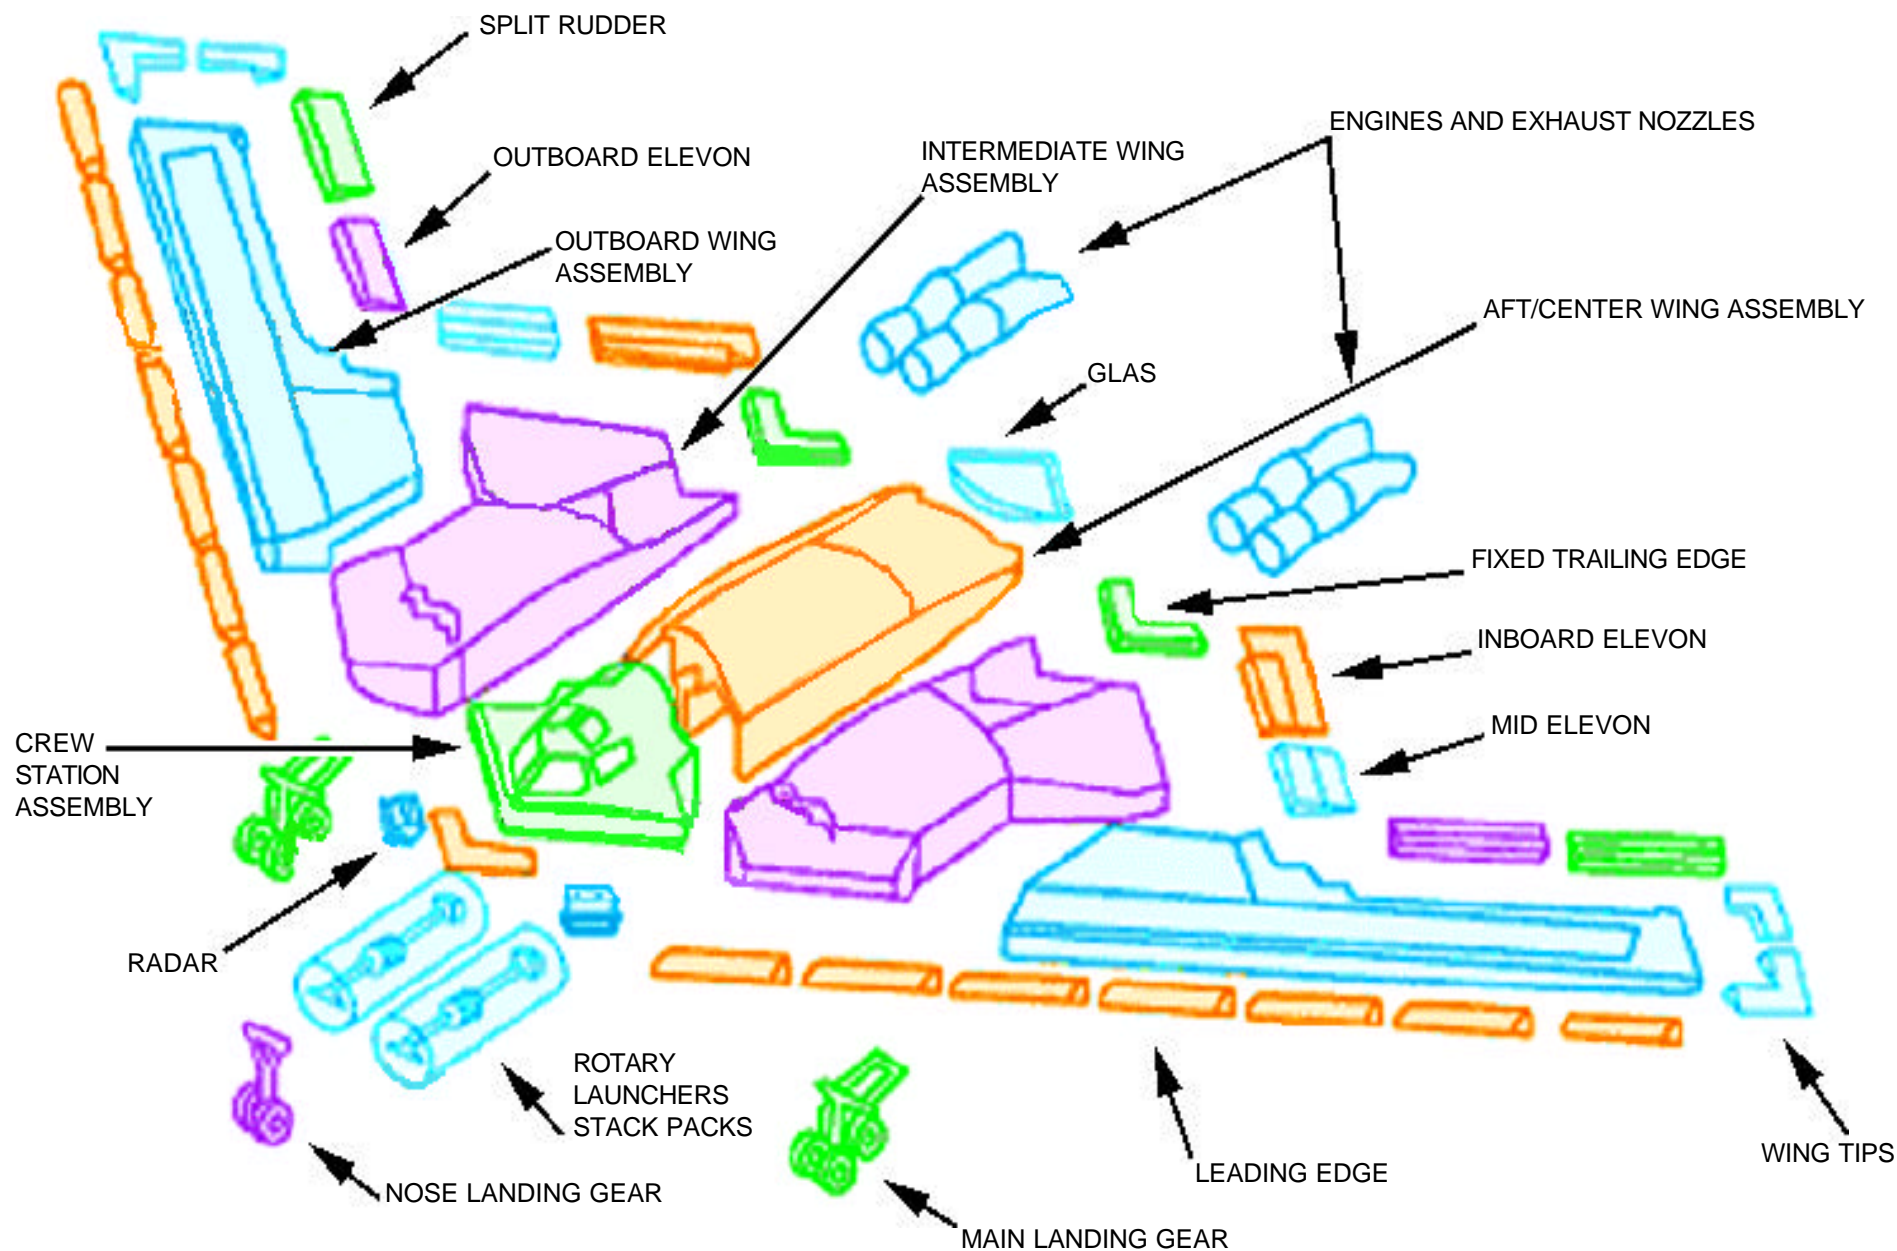 SPLIT RUDDER
ENGINES AND EXHAUST NOZZLES
OUTBOARD ELEVON
INTERMEDIATE WING
ASSEMBLY
OUTBOARD WING
ASSEMBLY
AFT/CENTER WING ASSEMBLY
GLAS
FIXED TRAILING EDGE
INBOARD ELEVON
MID ELEVON
CREW
STATION
ASSEMBLY
RADAR
ROTARY
LAUNCHERS
STACK PACKS
WING TIPS
LEADING EDGE
NOSE LANDING GEAR
MAIN LANDING GEAR